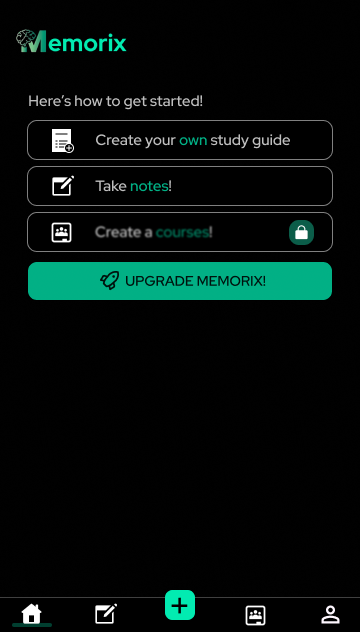 Memorix
Here's how to get started!
Create your own study guide
Take notes!
Create a courses!
UPGRADE MEMORIX!